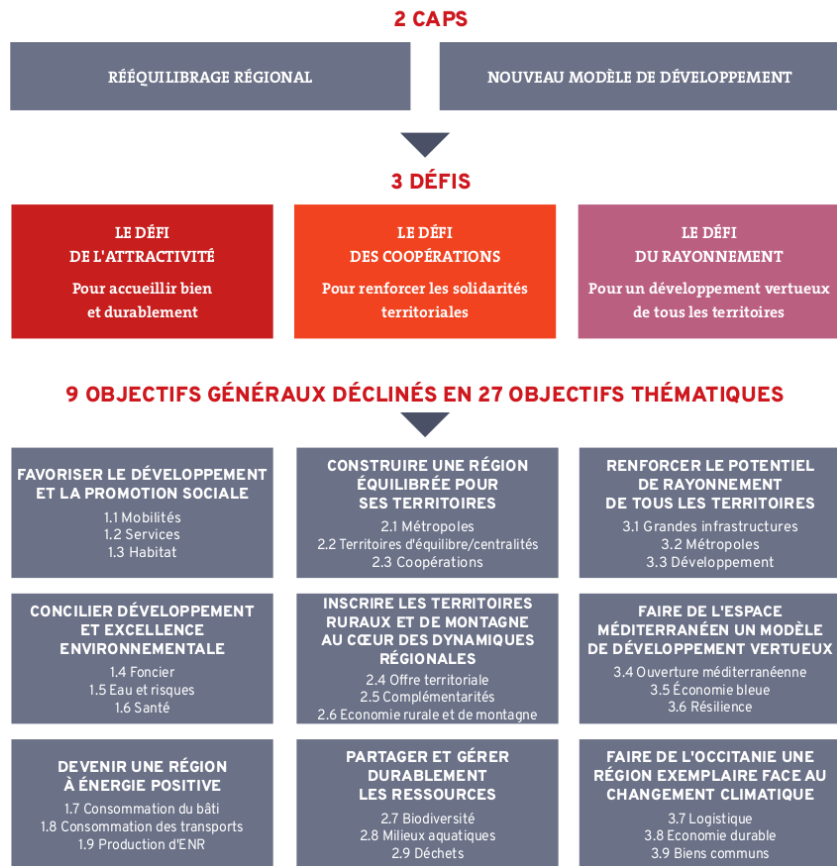 2 CAPS
RÉÉQUILIBRAGE RÉGIONAL
NOUVEAU MODÈLE DE DÉVELOPPEMENT
3 DÉFIS
LE DÉFI
DE L'ATTRACTIVITÉ
Pour accueillir bien
et durablement
LE DÉFI
DES COOPÉRATIONS
Pour renforcer les solidarités
territoriales
LE DÉFI
DU RAYONNEMENT
Pour un développement vertueux
de tous les territoires
9 OBJECTIFS GÉNÉRAUX DÉCLINÉS EN 27 OBJECTIFS THÉMATIQUES
FAVORISER LE DÉVELOPPEMENT
ET LA PROMOTION SOCIALE
1.1 Mobilités
1.2 Services
1.3 Habitat
CONSTRUIRE UNE RÉGION
ÉQUILIBRÉE POUR
SES TERRITOIRES
2.1 Métropoles
2.2 Territoires d'équilibre/centralités
2.3 Coopérations
RENFORCER LE POTENTIEL
DE RAYONNEMENT
DE TOUS LES TERRITOIRES
3.1 Grandes infrastructures
3.2 Métropoles
3.3 Développement
CONCILIER DÉVELOPPEMENT
ET EXCELLENCE
ENVIRONNEMENTALE
1.4 Foncier
1.5 Eau et risques
1.6 Santé
INSCRIRE LES TERRITOIRES
RURAUX ET DE MONTAGNE
AU CŒUR DES DYNAMIQUES
RÉGIONALES
2.4 Offre territoriale
2.5 Complémentarités
2.6 Economie rurale et de montagne
FAIRE DE L'ESPACE
MÉDITERRANÉEN UN MODÈLE
DE DÉVELOPPEMENT VERTUEUX
3.4 Ouverture méditerranéenne
3.5 Économie bleue
3.6 Résilience
DEVENIR UNE RÉGION
À ÉNERGIE POSITIVE
1.7 Consommation du bâti
1.8 Consommation des transports
1.9 Production d'ENR
PARTAGER ET GÉRER
DURABLEMENT
LES RESSOURCES
2.7 Biodiversité
2.8 Milieux aquatiques
2.9 Déchets
FAIRE DE L'OCCITANIE UNE
RÉGION EXEMPLAIRE FACE AU
CHANGEMENT CLIMATIQUE
3.7 Logistique
3.8 Economie durable
3.9 Biens communs